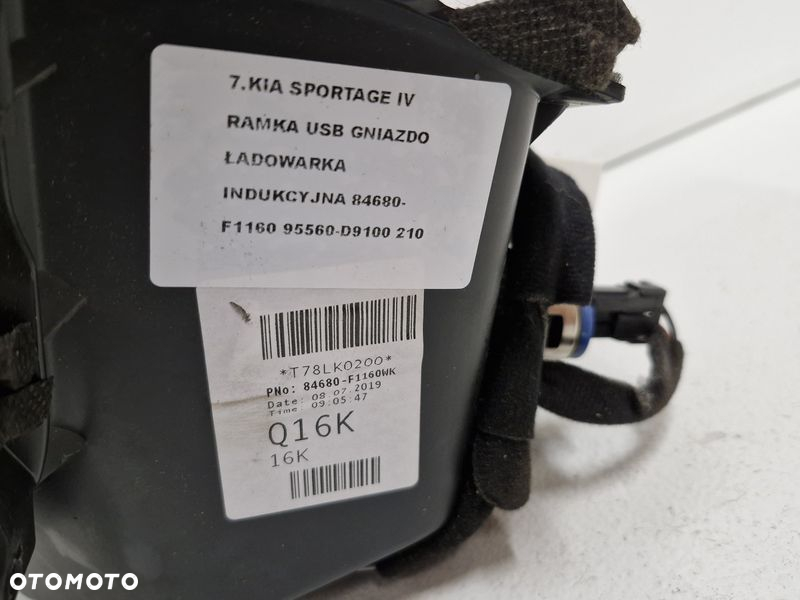 7.KIA SPORTAGE IV
RAMKA USB GNIAZDO
ŁADOWARKA
INDUKCYJNA 84680-
F1160 95560-D9100 210
*T78LK0200*
PNo: 84680-F1160WK
Date: 08.07.2019
Time: 09:05:47
Q16K
16K
OTOMOTO